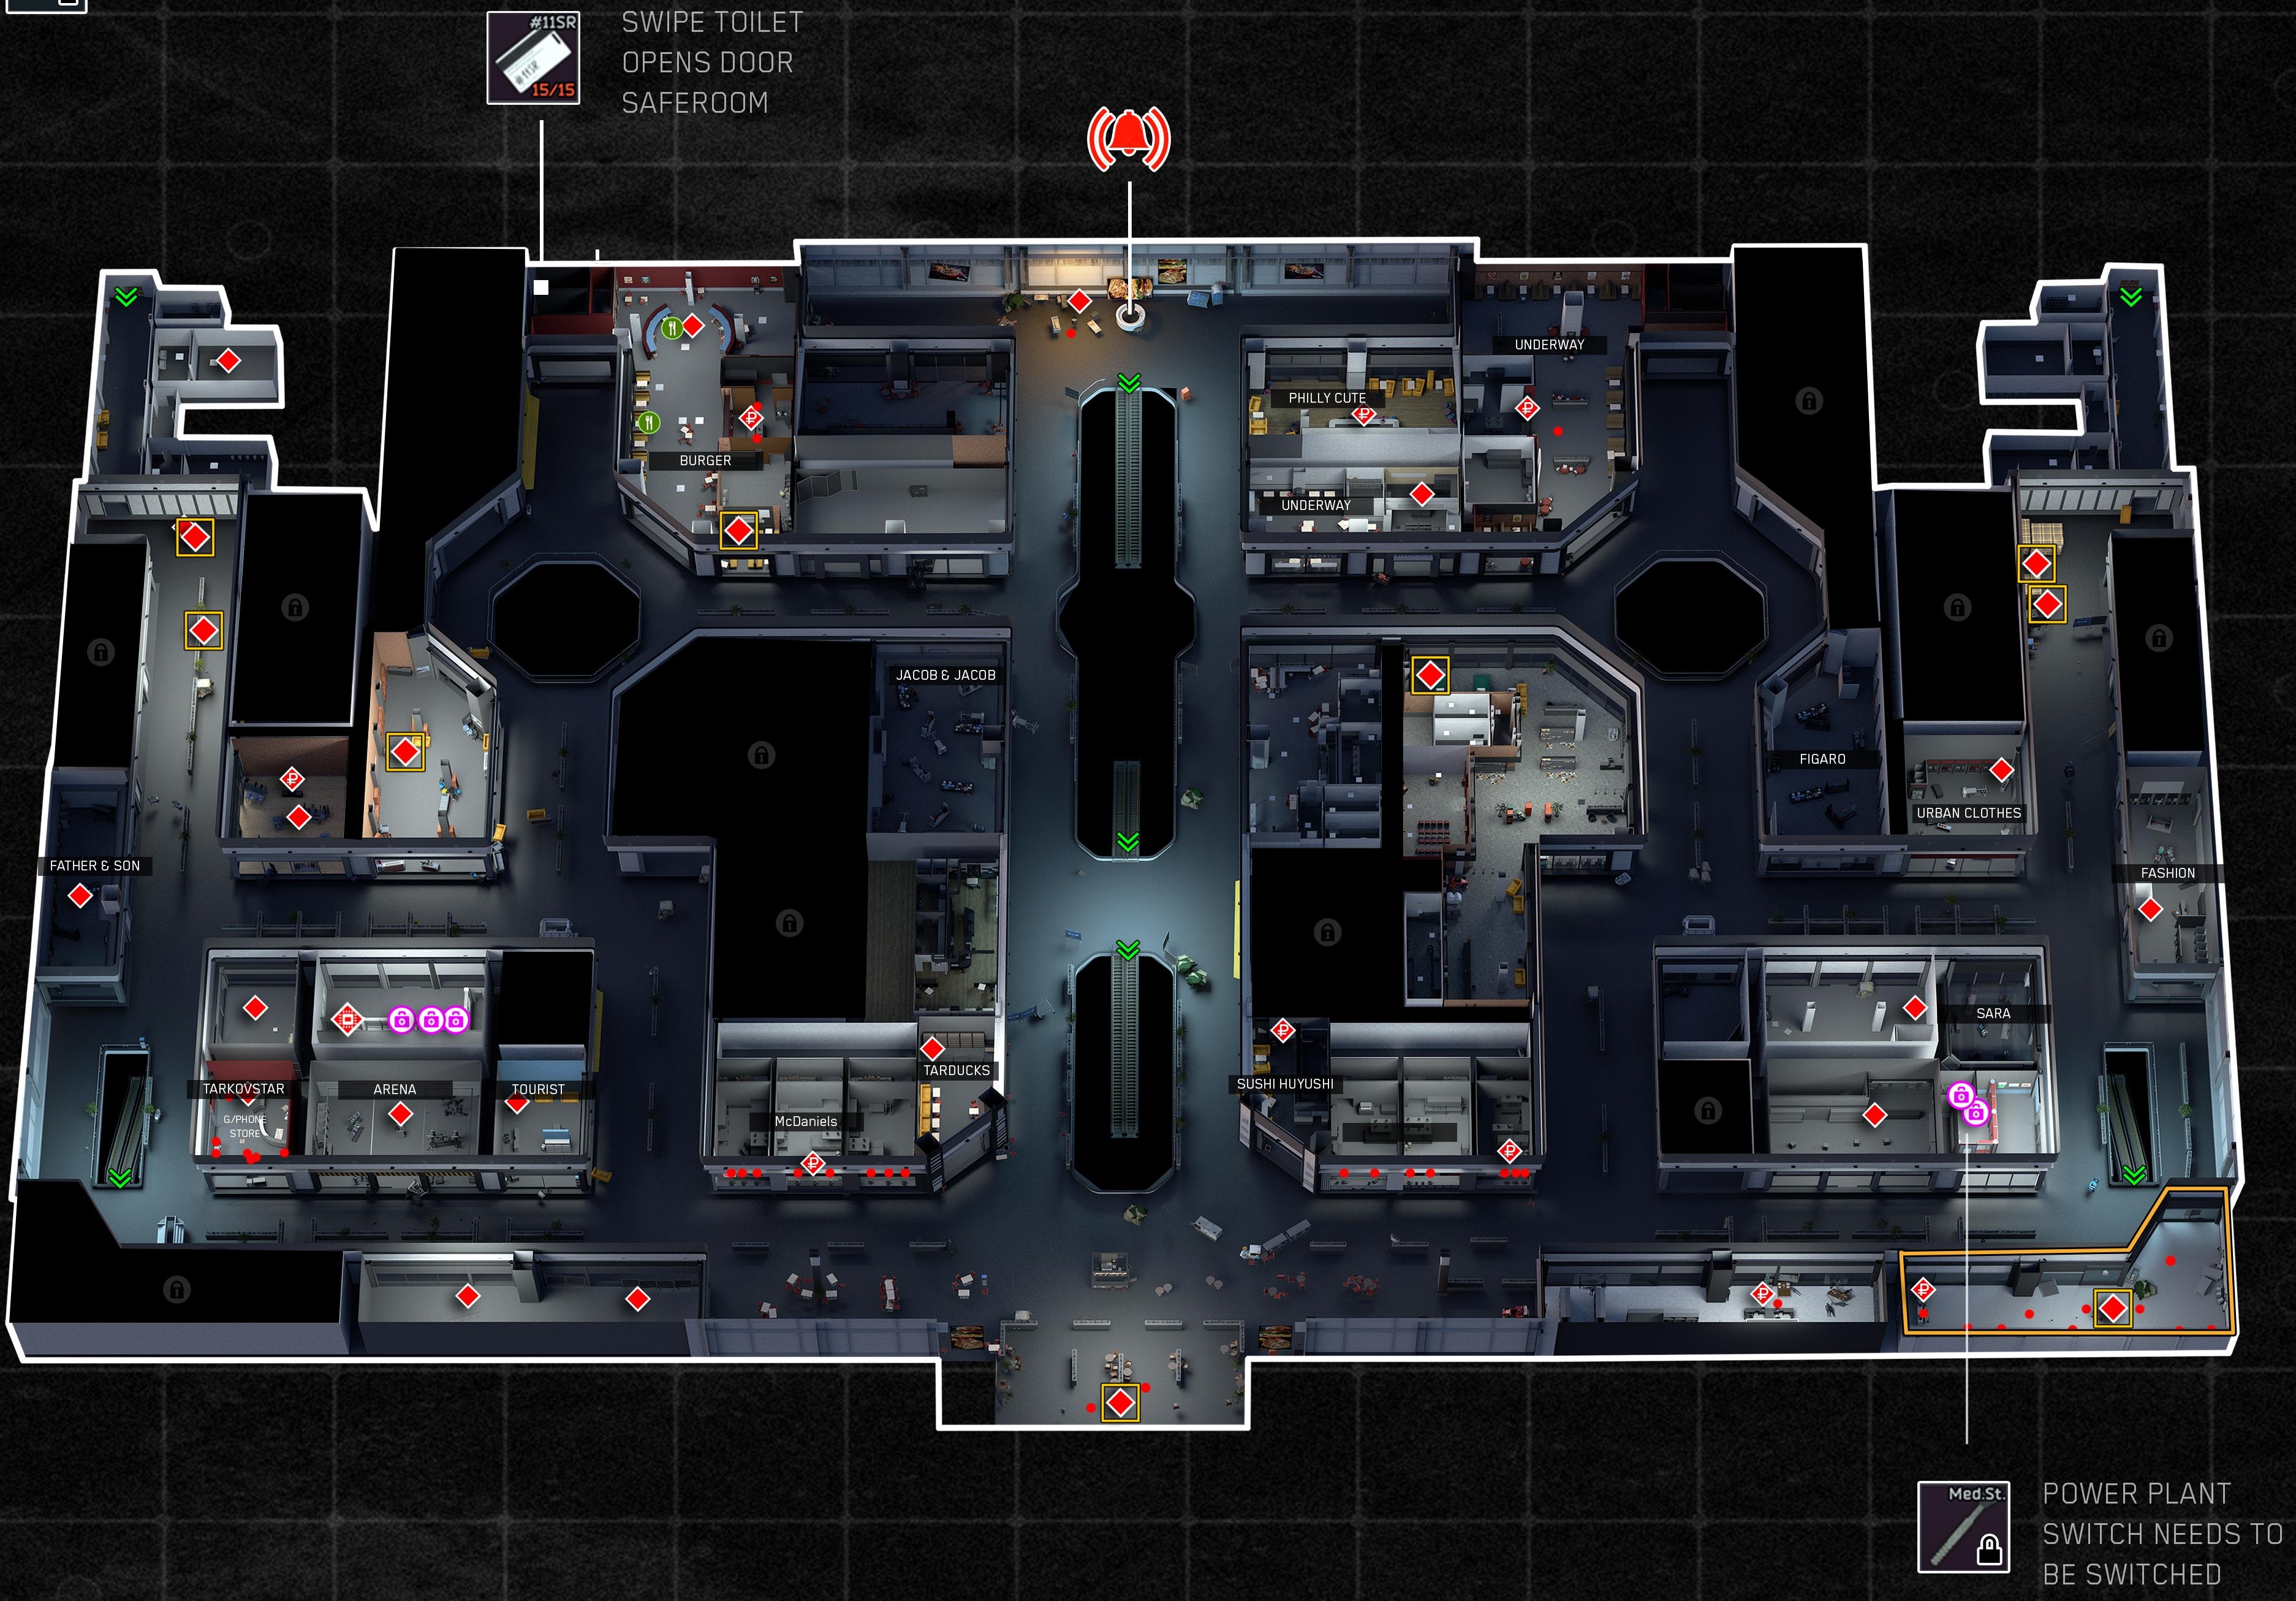 #11SR
#11SR
15/15
SWIPE TOILET
OPENS DOOR
SAFEROOM
UNDERWAY
PHILLY CUTE
BURGER
UNDERWAY
JACOB & JACOB
FIGARO
URBAN CLOTHES
FATHER & SON
FASHION
SARA
TARDUCKS
SUSHI HUYUSHI
TARKOVSTAR
ARENA
TOURIST
G/PHONE
STORE
McDaniels
Med.St.
POWER PLANT
SWITCH NEEDS TO
BE SWITCHED